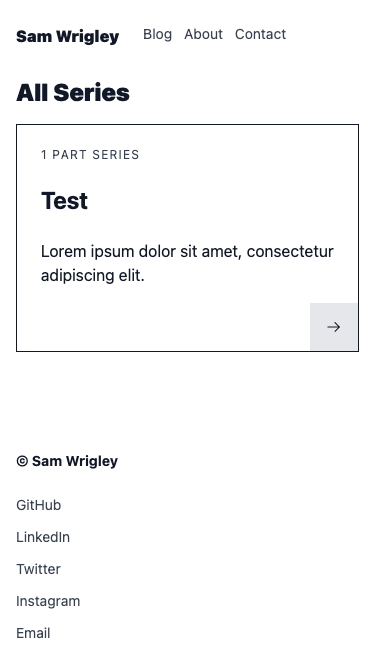 Sam Wrigley Blog About Contact
All Series
1 PART SERIES
Test
Lorem ipsum dolor sit amet, consectetur
adipiscing elit.
→
© Sam Wrigley
GitHub
LinkedIn
Twitter
Instagram
Email